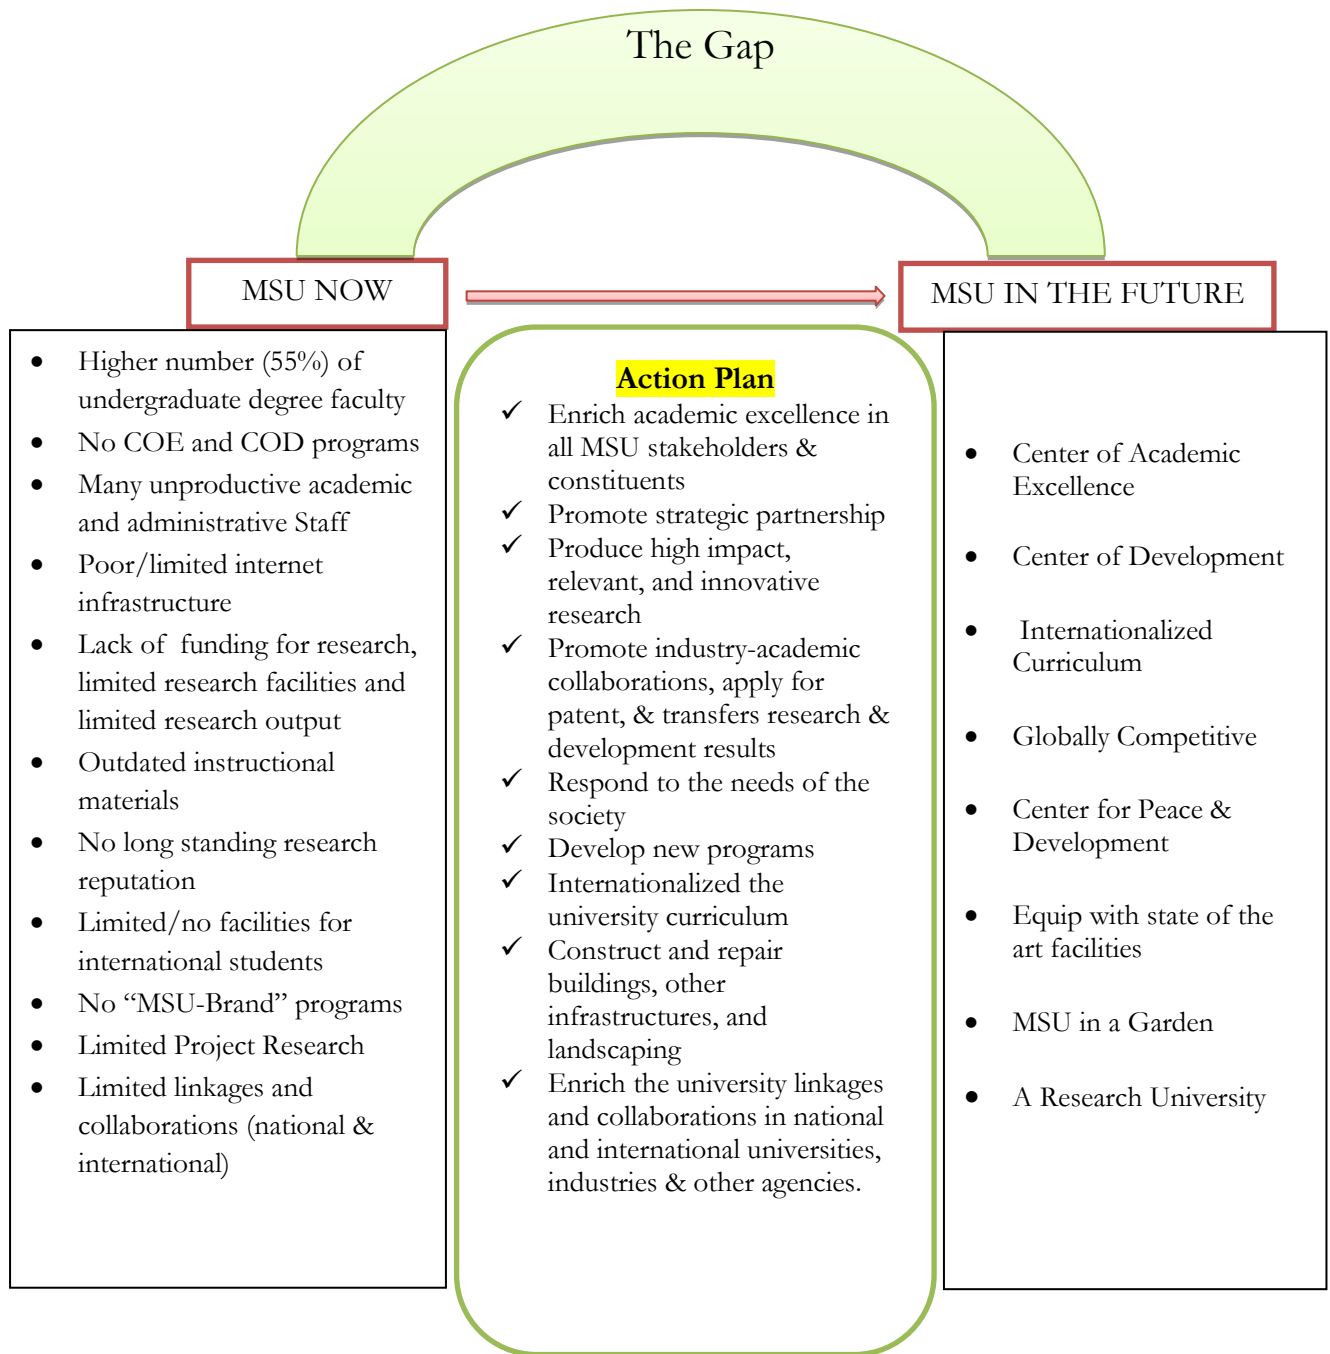 The Gap
MSU NOW
MSU IN THE FUTURE
• Higher number (55%) of
undergraduate degree faculty
• No COE and COD programs
• Many unproductive academic
and administrative Staff
• Poor/limited internet
infrastructure
• Lack of funding for research,
limited research facilities and
limited research output
• Outdated instructional
materials
• No long standing research
reputation
• Limited/no facilities for
international students
• No “MSU-Brand” programs
• Limited Project Research
• Limited linkages and
collaborations (national &
international)
Action Plan
✓ Enrich academic excellence in
all MSU stakeholders &
constituents
✓ Promote strategic partnership
✓ Produce high impact,
relevant, and innovative
research
✓ Promote industry-academic
collaborations, apply for
patent, & transfers research &
development results
✓ Respond to the needs of the
society
✓ Develop new programs
✓ Internationalized the
university curriculum
✓ Construct and repair
buildings, other
infrastructures, and
landscaping
✓ Enrich the university linkages
and collaborations in national
and international universities,
industries & other agencies.
• Center of Academic
Excellence
• Center of Development
• Internationalized
Curriculum
• Globally Competitive
• Center for Peace &
Development
• Equip with state of the
art facilities
• MSU in a Garden
• A Research University